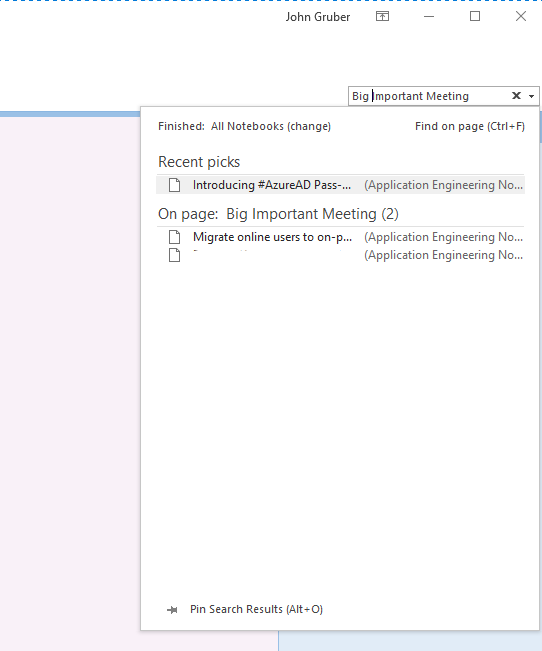 John Gruber
Big Important Meeting
Finished: All Notebooks (change) Find on page (Ctrl+F)
Recent picks
Introducing #AzureAD Pass-... (Application Engineering No...
On page: Big Important Meeting (2)
Migrate online users to on-p... (Application Engineering No...
(Application Engineering No...
Pin Search Results (Alt+O)